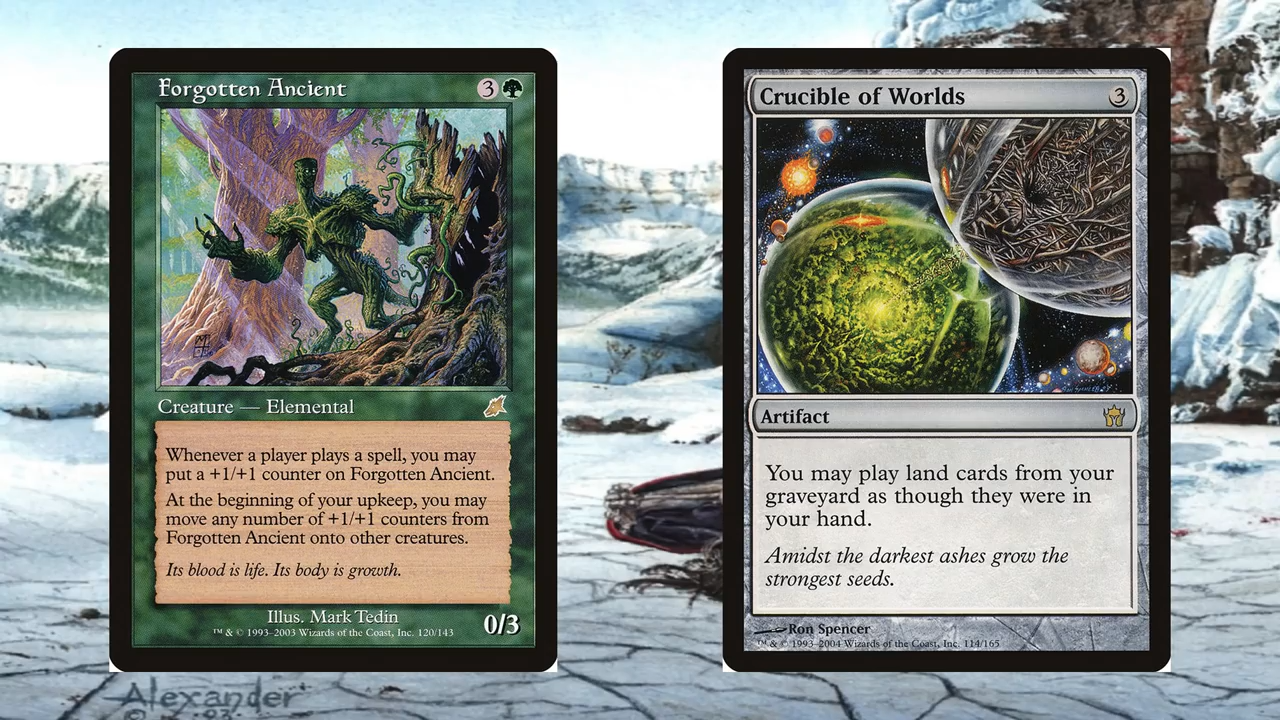 Forgotten Ancient 3
Creature — Elemental
Whenever a player plays a spell, you may
put a +1/+1 counter on Forgotten Ancient.
At the beginning of your upkeep, you may
move any number of +1/+1 counters from
Forgotten Ancient onto other creatures.
Its blood is life. Its body is growth.
Illus. Mark Tedin
™ & © 1993–2003 Wizards of the Coast, Inc. 120/143
0/3
Crucible of Worlds 3
Artifact
You may play land cards from your
graveyard as though they were in
your hand.
Amidst the darkest ashes grow the
strongest seeds.
Ron Spencer
™ & © 1993–2004 Wizards of the Coast, Inc. 114/165
Alexander
© 93